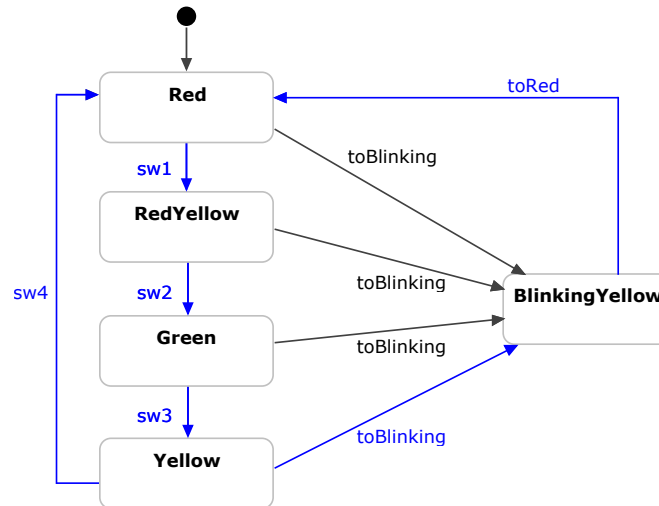 Red
toRed
toBlinking
sw1
RedYellow
toBlinking
BlinkingYellow
sw4
sw2
Green
toBlinking
sw3
toBlinking
Yellow